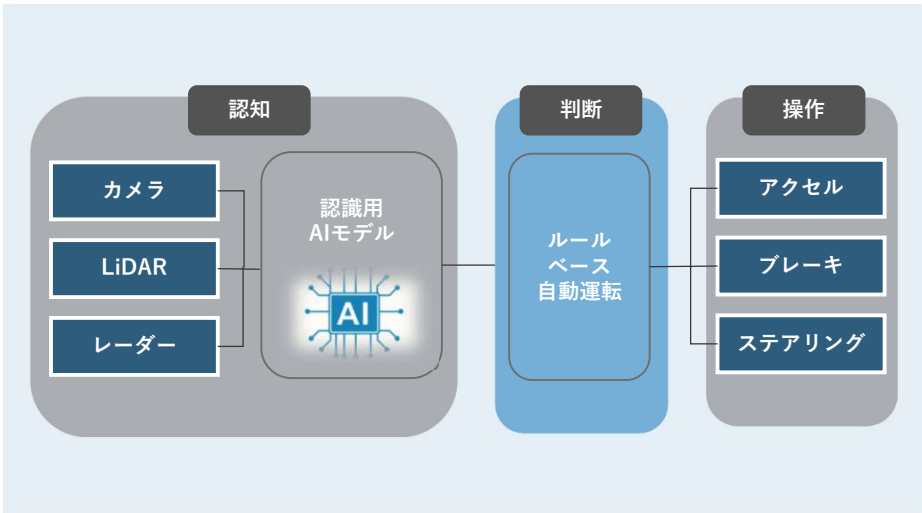 認知
カメラ
LiDAR
レーダー
認識用
AIモデル
AI
判断
ルール
ベース
自動運転
操作
アクセル
ブレーキ
ステアリング